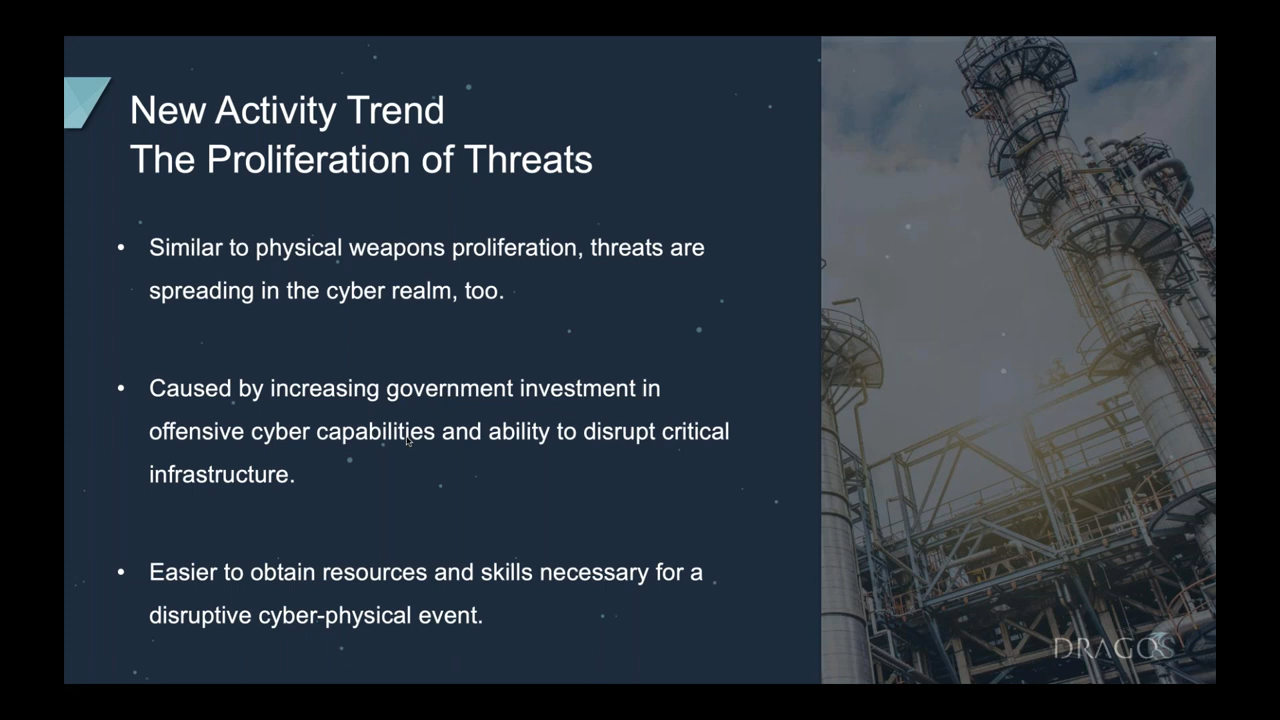 New Activity Trend
The Proliferation of Threats
• Similar to physical weapons proliferation, threats are
spreading in the cyber realm, too.
• Caused by increasing government investment in
offensive cyber capabilities and ability to disrupt critical
infrastructure.
• Easier to obtain resources and skills necessary for a
disruptive cyber-physical event.
DRAGOS